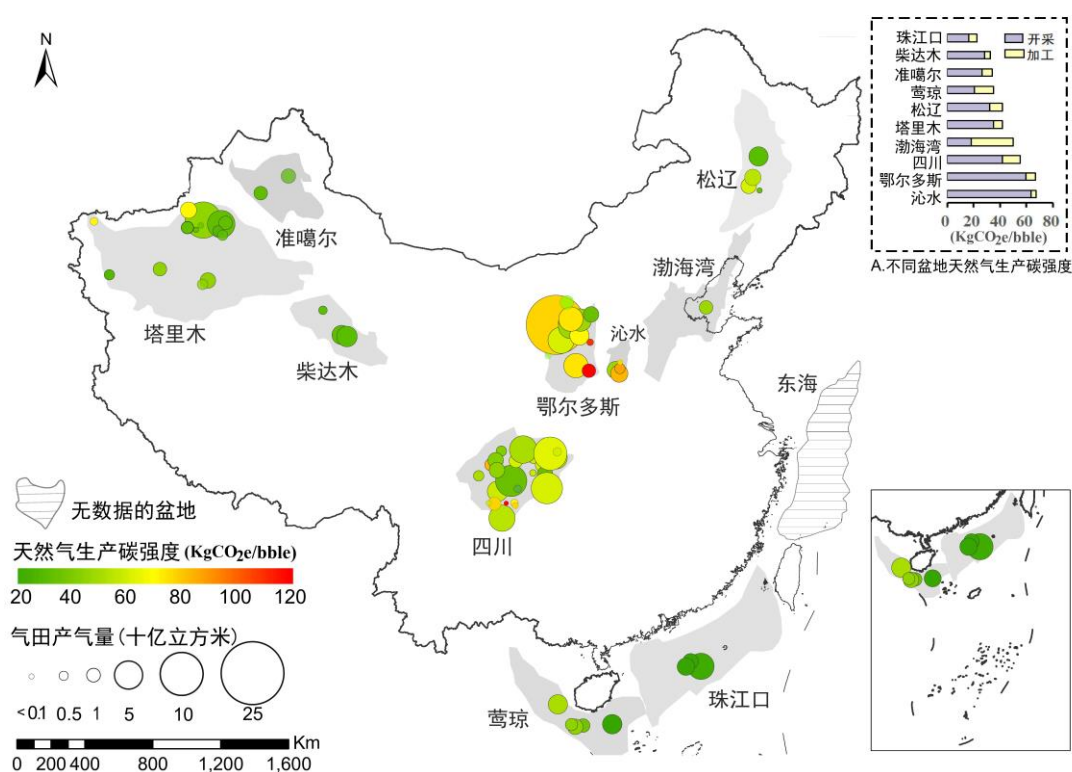 N
珠江口
柴达木
准噶尔
莺琼
松辽
塔里木
渤海湾
四川
鄂尔多斯
沁水
开采
加工
0 20 40 60 80
(KgCO₂e/bble)
A.不同盆地天然气生产碳强度
松辽
准噶尔
渤海湾
塔里木
沁水
柴达木
东海
鄂尔多斯
无数据的盆地
四川
天然气生产碳强度 (KgCO₂e/bble)
20 40 60 80 100 120
气田产气量(十亿立方米)
<0.1 0.5 1 5 10 25
珠江口
莺琼
Km
0 200 400 800 1,200 1,600